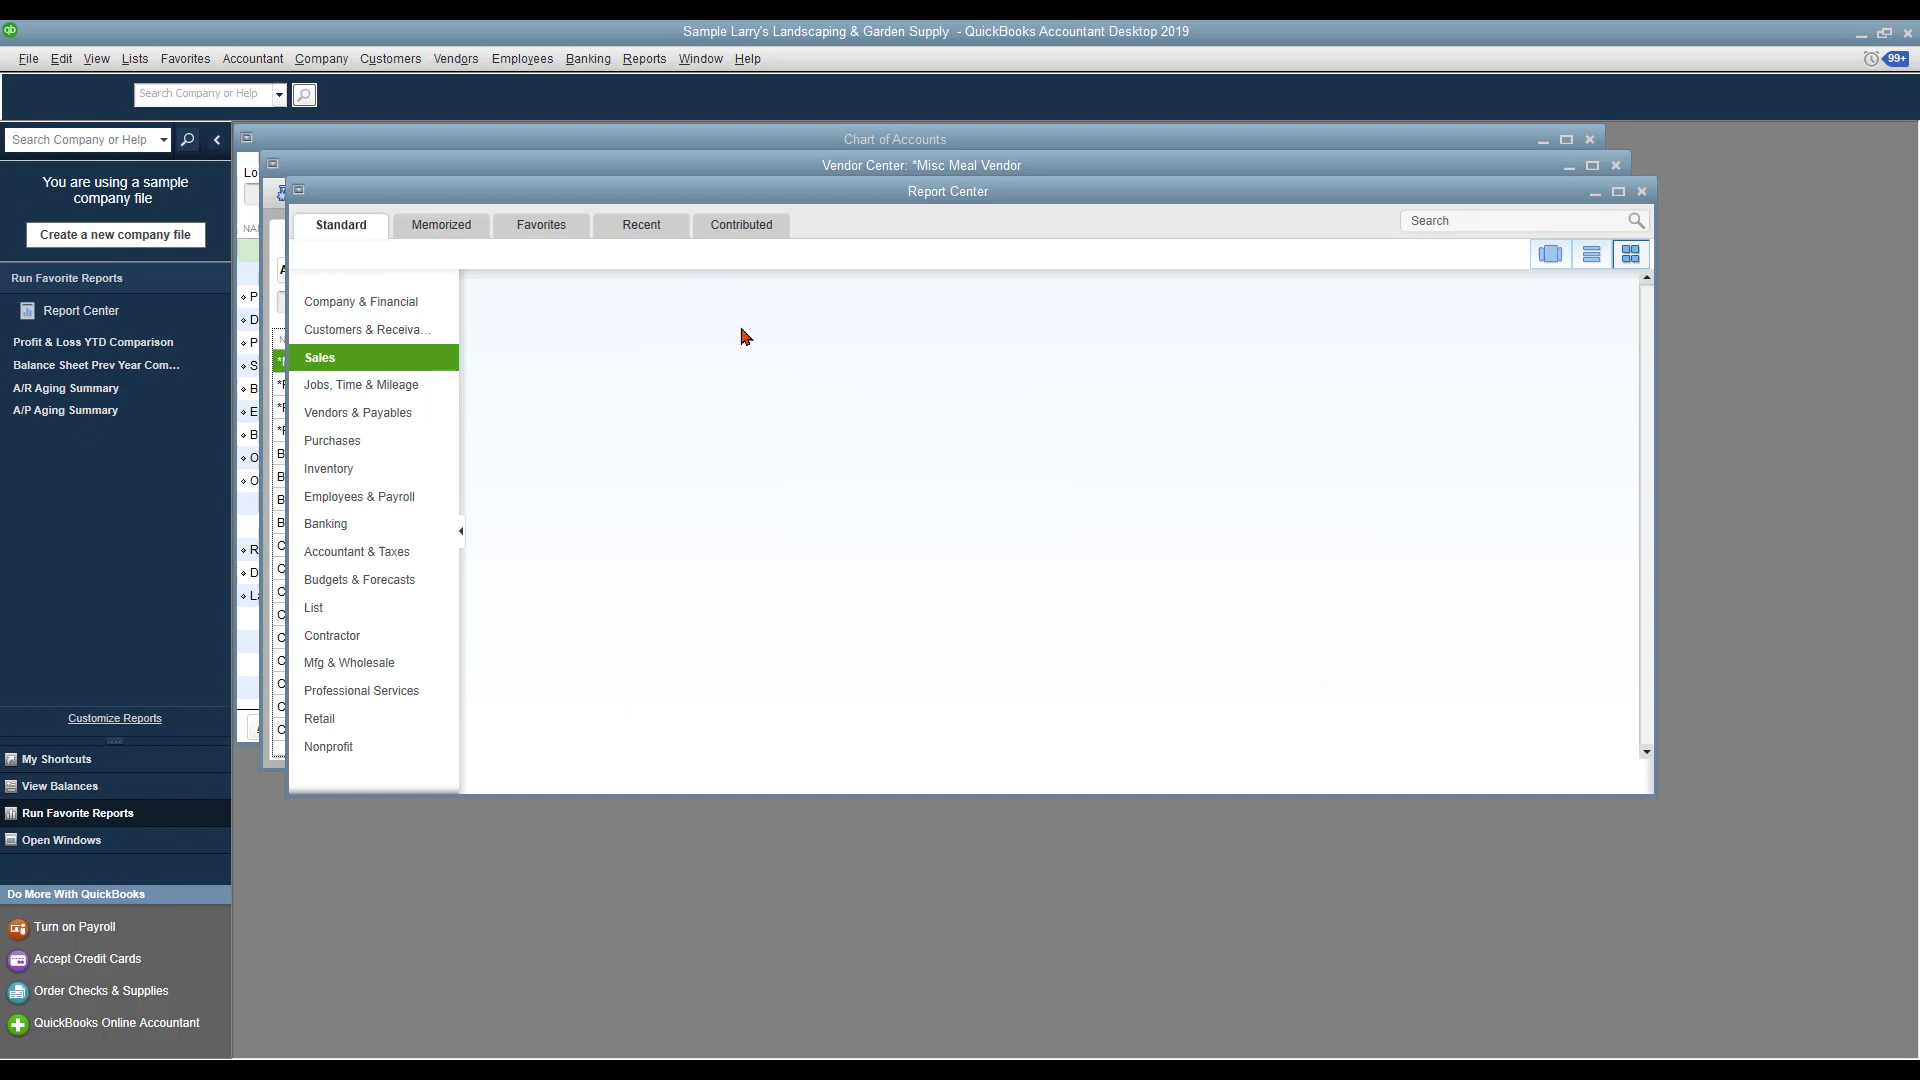 Sample Larry's Landscaping & Garden Supply - QuickBooks Accountant Desktop 2019
File Edit View Lists Favorites Accountant Company Customers Vendors Employees Banking Reports Window Help
99+
Search Company or Help
Search Company or Help
You are using a sample
company file
Create a new company file
Run Favorite Reports
Report Center
Profit & Loss YTD Comparison
Balance Sheet Prev Year Com...
A/R Aging Summary
A/P Aging Summary
Customize Reports
My Shortcuts
View Balances
Run Favorite Reports
Open Windows
Do More With QuickBooks
Turn on Payroll
Accept Credit Cards
Order Checks & Supplies
QuickBooks Online Accountant
Chart of Accounts
Lo
NA
P
D
P
S
B
E
B
O
O
R
D
La
Vendor Center: *Misc Meal Vendor
B
B
B
B
C
C
C
C
C
C
C
C
C
Report Center
Standard Memorized Favorites Recent Contributed
Search
Company & Financial
Customers & Receiva...
Sales
Jobs, Time & Mileage
Vendors & Payables
Purchases
Inventory
Employees & Payroll
Banking
Accountant & Taxes
Budgets & Forecasts
List
Contractor
Mfg & Wholesale
Professional Services
Retail
Nonprofit